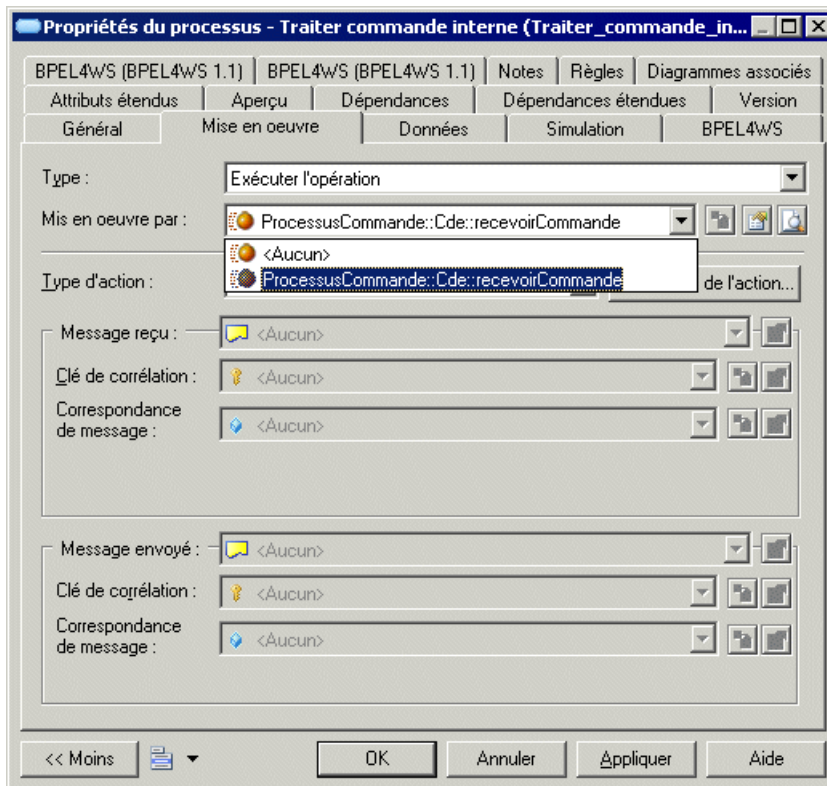 Propriétés du processus - Traiter commande interne (Traiter_commande_in...
BPEL4WS (BPEL4WS 1.1) BPEL4WS (BPEL4WS 1.1) Notes Règles Diagrammes associés
Attributs étendus Aperçu Dépendances Dépendances étendues Version
Général Mise en oeuvre Données Simulation BPEL4WS
Type : Exécuter l'opération
Mis en oeuvre par : ProcessusCommande::Cde::recevoirCommande
<Aucun>
Type d'action : ProcessusCommande::Cde::recevoirCommande de l'action...
Message reçu : <Aucun>
Clé de corrélation : <Aucun>
Correspondance
de message : <Aucun>
Message envoyé : <Aucun>
Clé de corrélation : <Aucun>
Correspondance
de message : <Aucun>
<< Moins OK Annuler Appliquer Aide